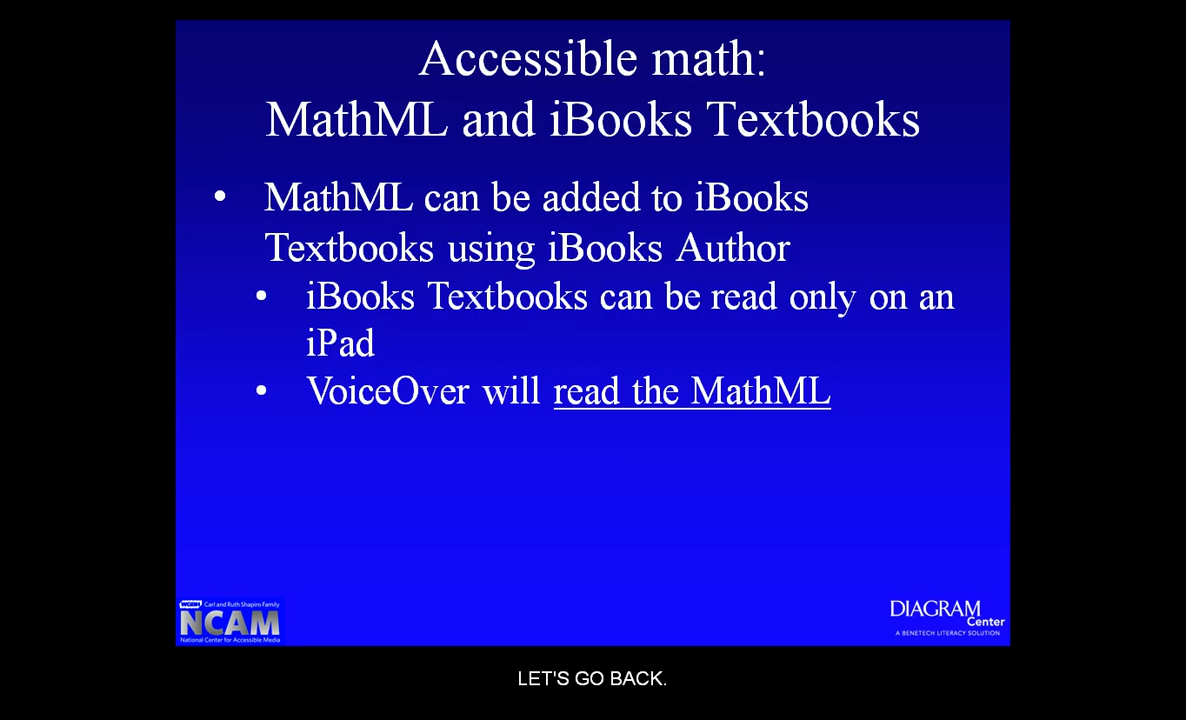 Accessible math:
MathML and iBooks Textbooks
• MathML can be added to iBooks
Textbooks using iBooks Author
• iBooks Textbooks can be read only on an
iPad
• VoiceOver will read the MathML
WGBH Carl and Ruth Shapiro Family
NCAM
National Center for Accessible Media
DIAGRAM
Center
A BENETECH LITERACY SOLUTION
LET'S GO BACK.